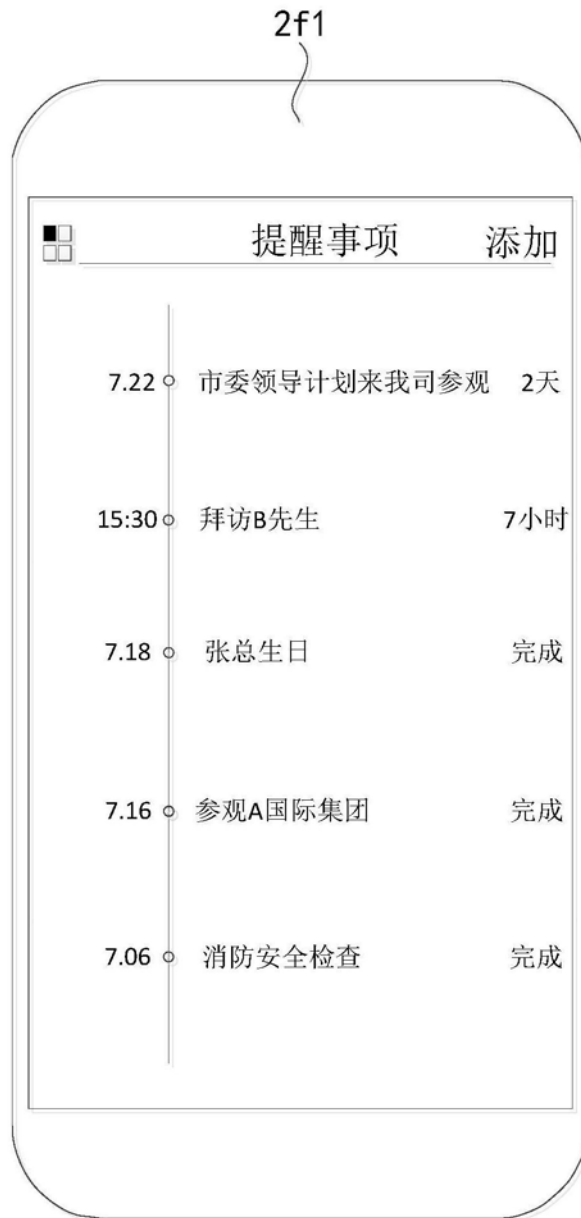 2f1
提醒事项 添加
7.22 市委领导计划来我司参观 2天
15:30 拜访B先生 7小时
7.18 张总生日 完成
7.16 参观A国际集团 完成
7.06 消防安全检查 完成